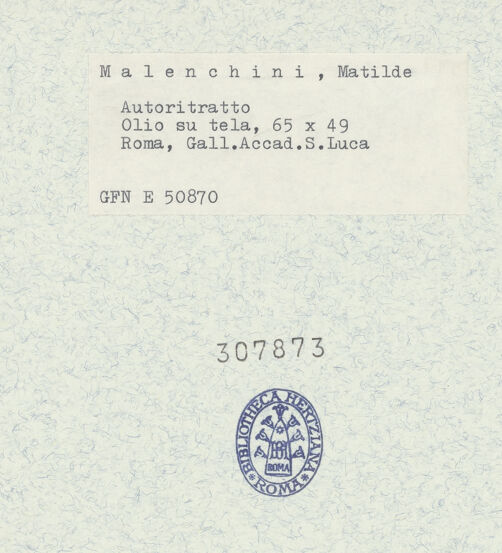 M a l e n c h i n i , Matilde
Autoritratto
Olio su tela, 65 x 49
Roma, Gall.Accad.S.Luca
GFN E 50870
307873
BIBLIOTHECA HERTZIANA
ROMA
* ROMA *